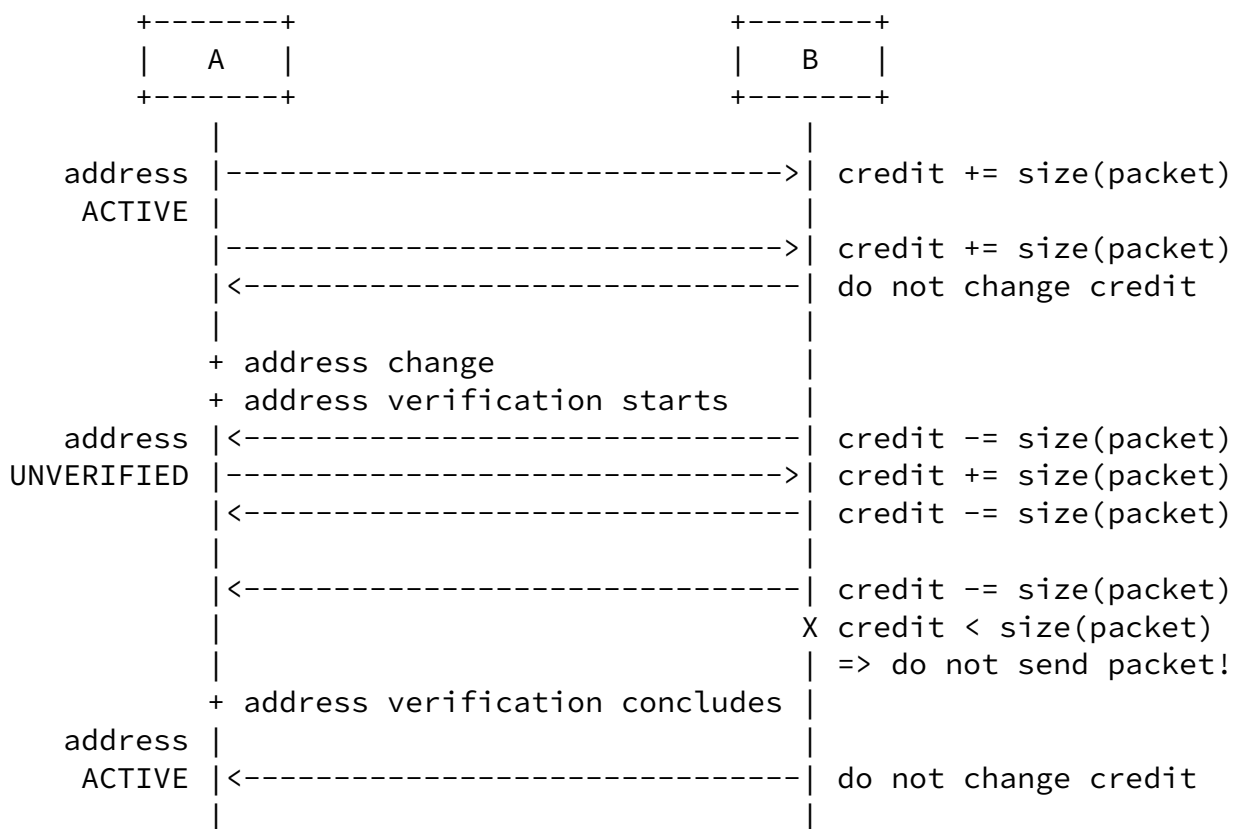 +-------+                        +-------+
|   A   |                        |   B   |
+-------+                        +-------+
|                                |
address |------------------------------->| credit += size(packet)
ACTIVE |                                |
|------------------------------->| credit += size(packet)
|<-------------------------------| do not change credit
|                                |
+ address change                 |
+ address verification starts    |
address |<-------------------------------| credit -= size(packet)
UNVERIFIED |------------------------------->| credit += size(packet)
|<-------------------------------| credit -= size(packet)
|                                |
|<-------------------------------| credit -= size(packet)
|                                X credit < size(packet)
|                                | => do not send packet!
+ address verification concludes |
address |                                |
ACTIVE |<-------------------------------| do not change credit
|                                |